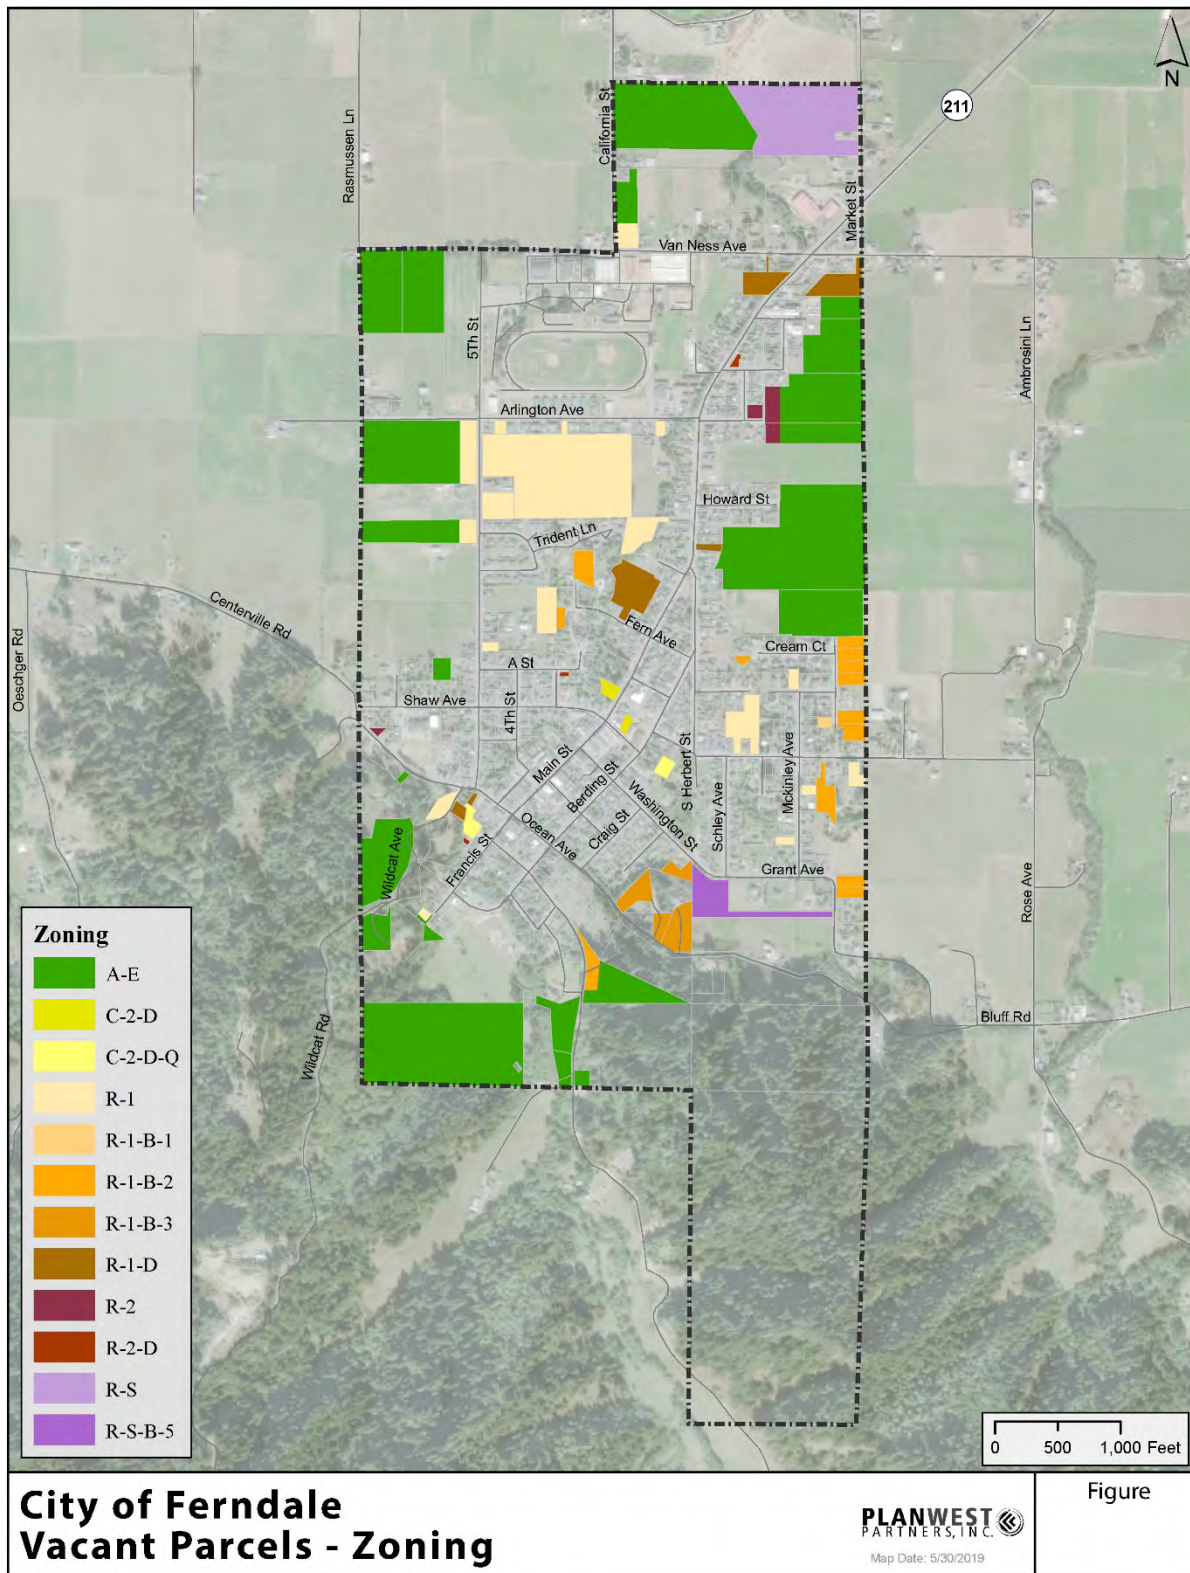 N
211
California St
Rasmussen Ln
Market St
Van Ness Ave
5Th St
Ambrosini Ln
Arlington Ave
Howard St
Trident Ln
Centerville Rd
Oeschger Rd
Fern Ave
Cream Ct
A St
Shaw Ave
4Th St
Main St
Berding St
S Herbert St
Mckinley Ave
Schley Ave
Washington St
Craig St
Ocean Ave
Francis St
Wildcat Ave
Grant Ave
Rose Ave
Bluff Rd
Wildcat Rd
Zoning
A-E
C-2-D
C-2-D-Q
R-1
R-1-B-1
R-1-B-2
R-1-B-3
R-1-D
R-2
R-2-D
R-S
R-S-B-5
0 500 1,000 Feet
City of Ferndale
Vacant Parcels - Zoning
PLANWEST
PARTNERS, INC.
Map Date: 5/30/2019
Figure